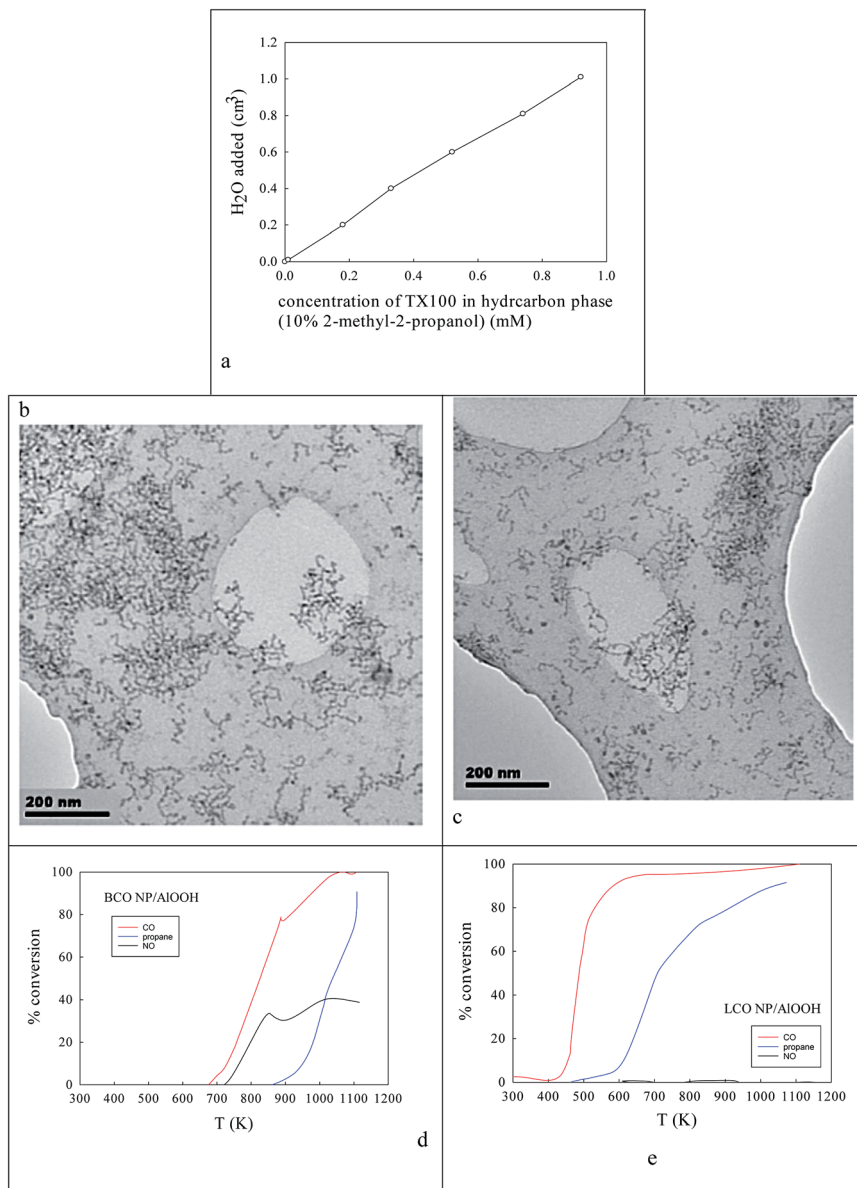 1.2
1.0
0.8
0.6
0.4
0.2
0.0
H2O added (cm3)
0.0 0.2 0.4 0.6 0.8 1.0
concentration of TX100 in hydrcarbon phase
(10% 2-methyl-2-propanol) (mM)
a
b
200 nm
200 nm
c
100
80
60
40
20
0
% conversion
BCO NP/AlOOH
CO
propane
NO
300 400 500 600 700 800 900 1000 1100 1200
T (K)
d
100
80
60
40
20
0
% conversion
LCO NP/AlOOH
CO
propane
NO
300 400 500 600 700 800 900 1000 1100 1200
T (K)
e